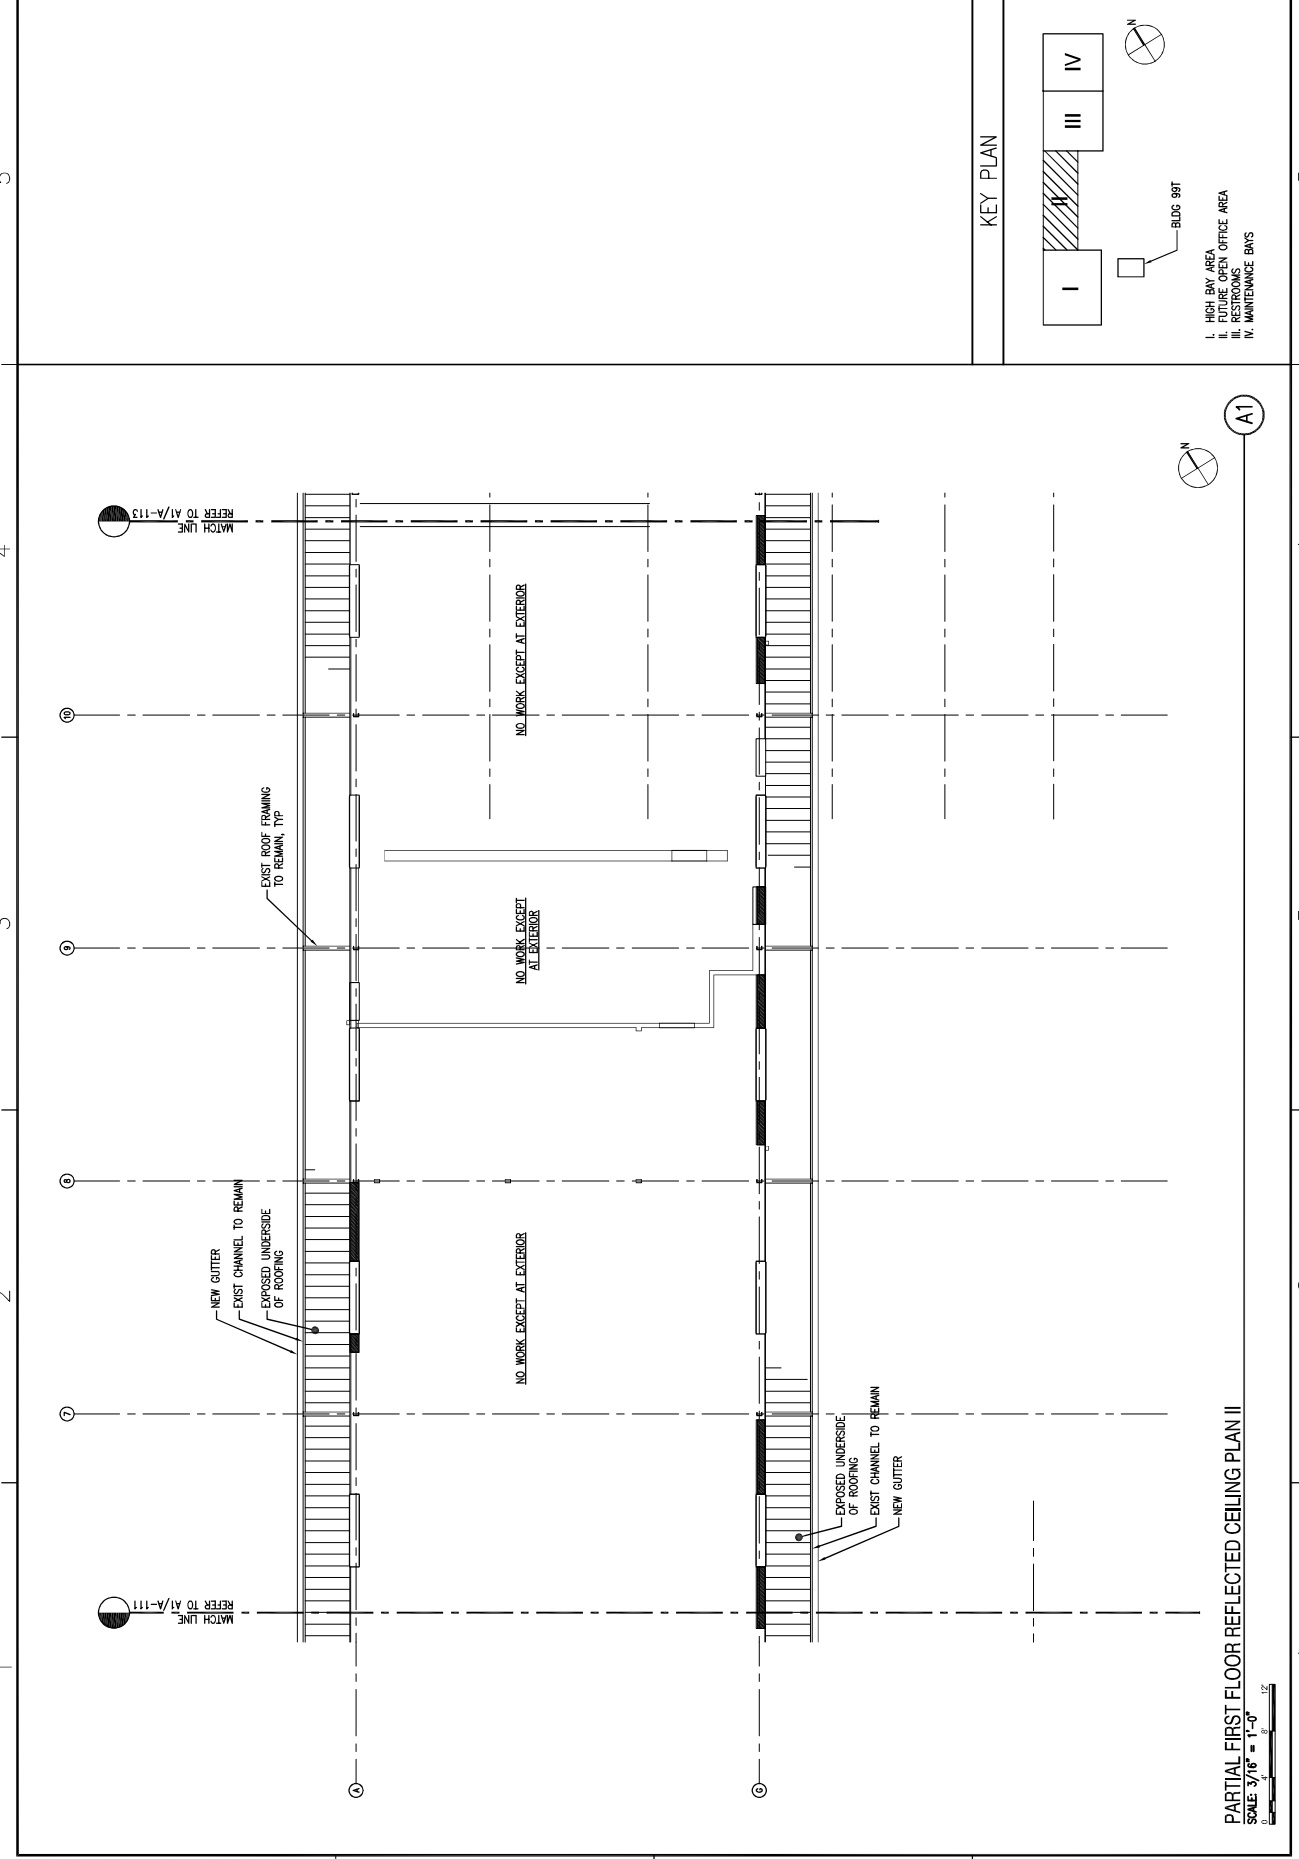 MATCH LINE
REFER TO A1/A-111
MATCH LINE
REFER TO A1/A-113
7
8
9
10
A
G
NEW GUTTER
EXIST CHANNEL TO REMAIN
EXPOSED UNDERSIDE
OF ROOFING
EXIST ROOF FRAMING
TO REMAIN, TYP
NO WORK EXCEPT AT EXTERIOR
NO WORK EXCEPT
AT EXTERIOR
NO WORK EXCEPT AT EXTERIOR
EXPOSED UNDERSIDE
OF ROOFING
EXIST CHANNEL TO REMAIN
NEW GUTTER
N
PARTIAL FIRST FLOOR REFLECTED CEILING PLAN II
A1
SCALE: 3/16" = 1'-0"
0 4' 8' 12'
KEY PLAN
I
II
III
IV
N
BLDG 99T
I. HIGH BAY AREA
II. FUTURE OPEN OFFICE AREA
III. RESTROOMS
IV. MAINTENANCE BAYS
2
4